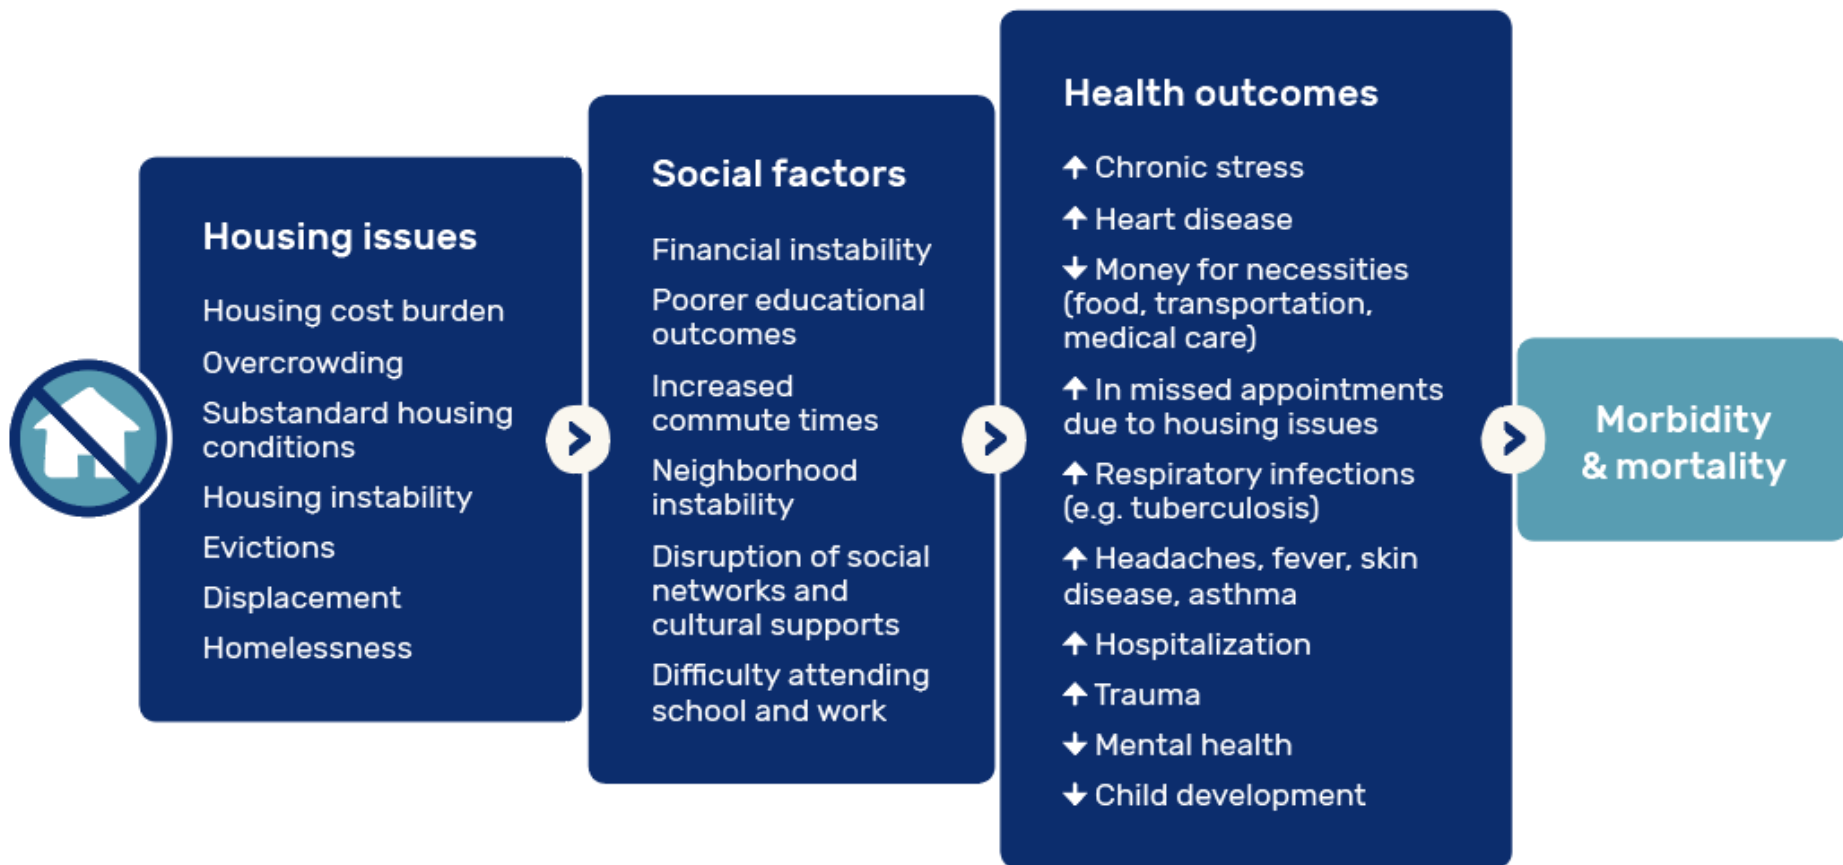 Housing issues
Housing cost burden
Overcrowding
Substandard housing
conditions
Housing instability
Evictions
Displacement
Homelessness
Social factors
Financial instability
Poorer educational
outcomes
Increased
commute times
Neighborhood
instability
Disruption of social
networks and
cultural supports
Difficulty attending
school and work
Health outcomes
↑ Chronic stress
↑ Heart disease
↓ Money for necessities
(food, transportation,
medical care)
↑ In missed appointments
due to housing issues
↑ Respiratory infections
(e.g. tuberculosis)
↑ Headaches, fever, skin
disease, asthma
↑ Hospitalization
↑ Trauma
↓ Mental health
↓ Child development
Morbidity
& mortality